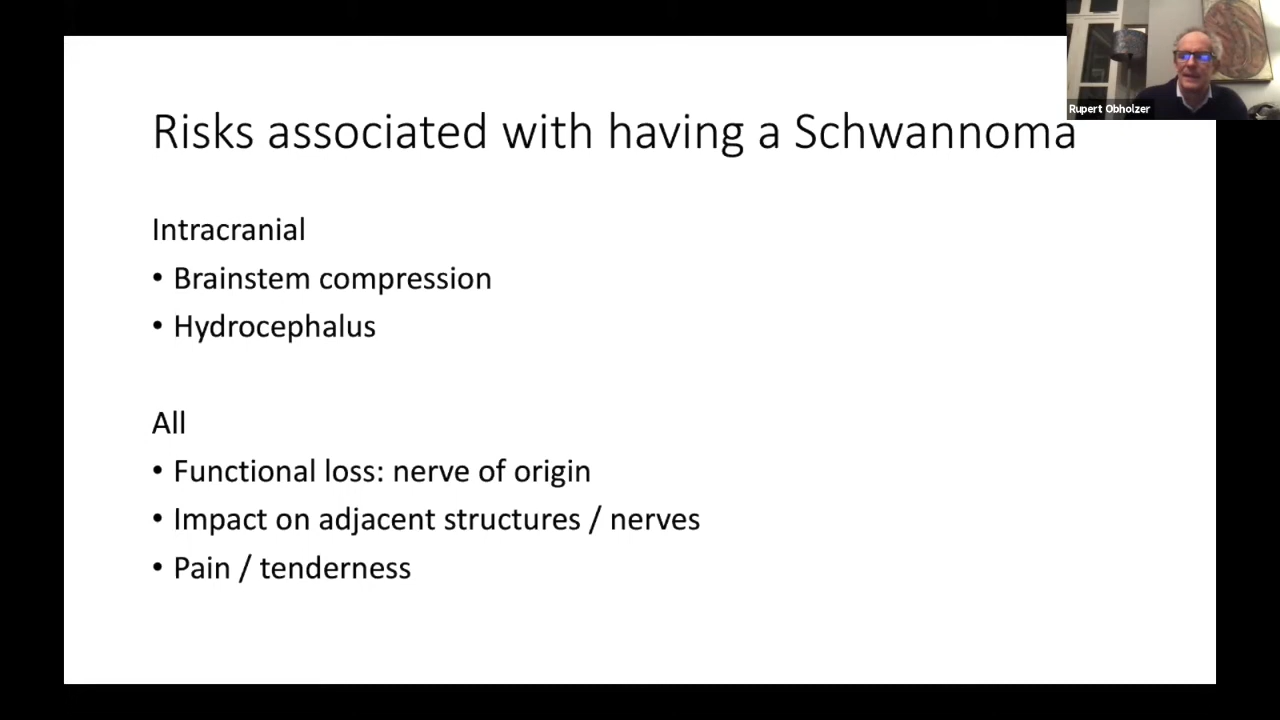 Rupert Obholzer
Risks associated with having a Schwannoma
Intracranial
• Brainstem compression
• Hydrocephalus
All
• Functional loss: nerve of origin
• Impact on adjacent structures / nerves
• Pain / tenderness